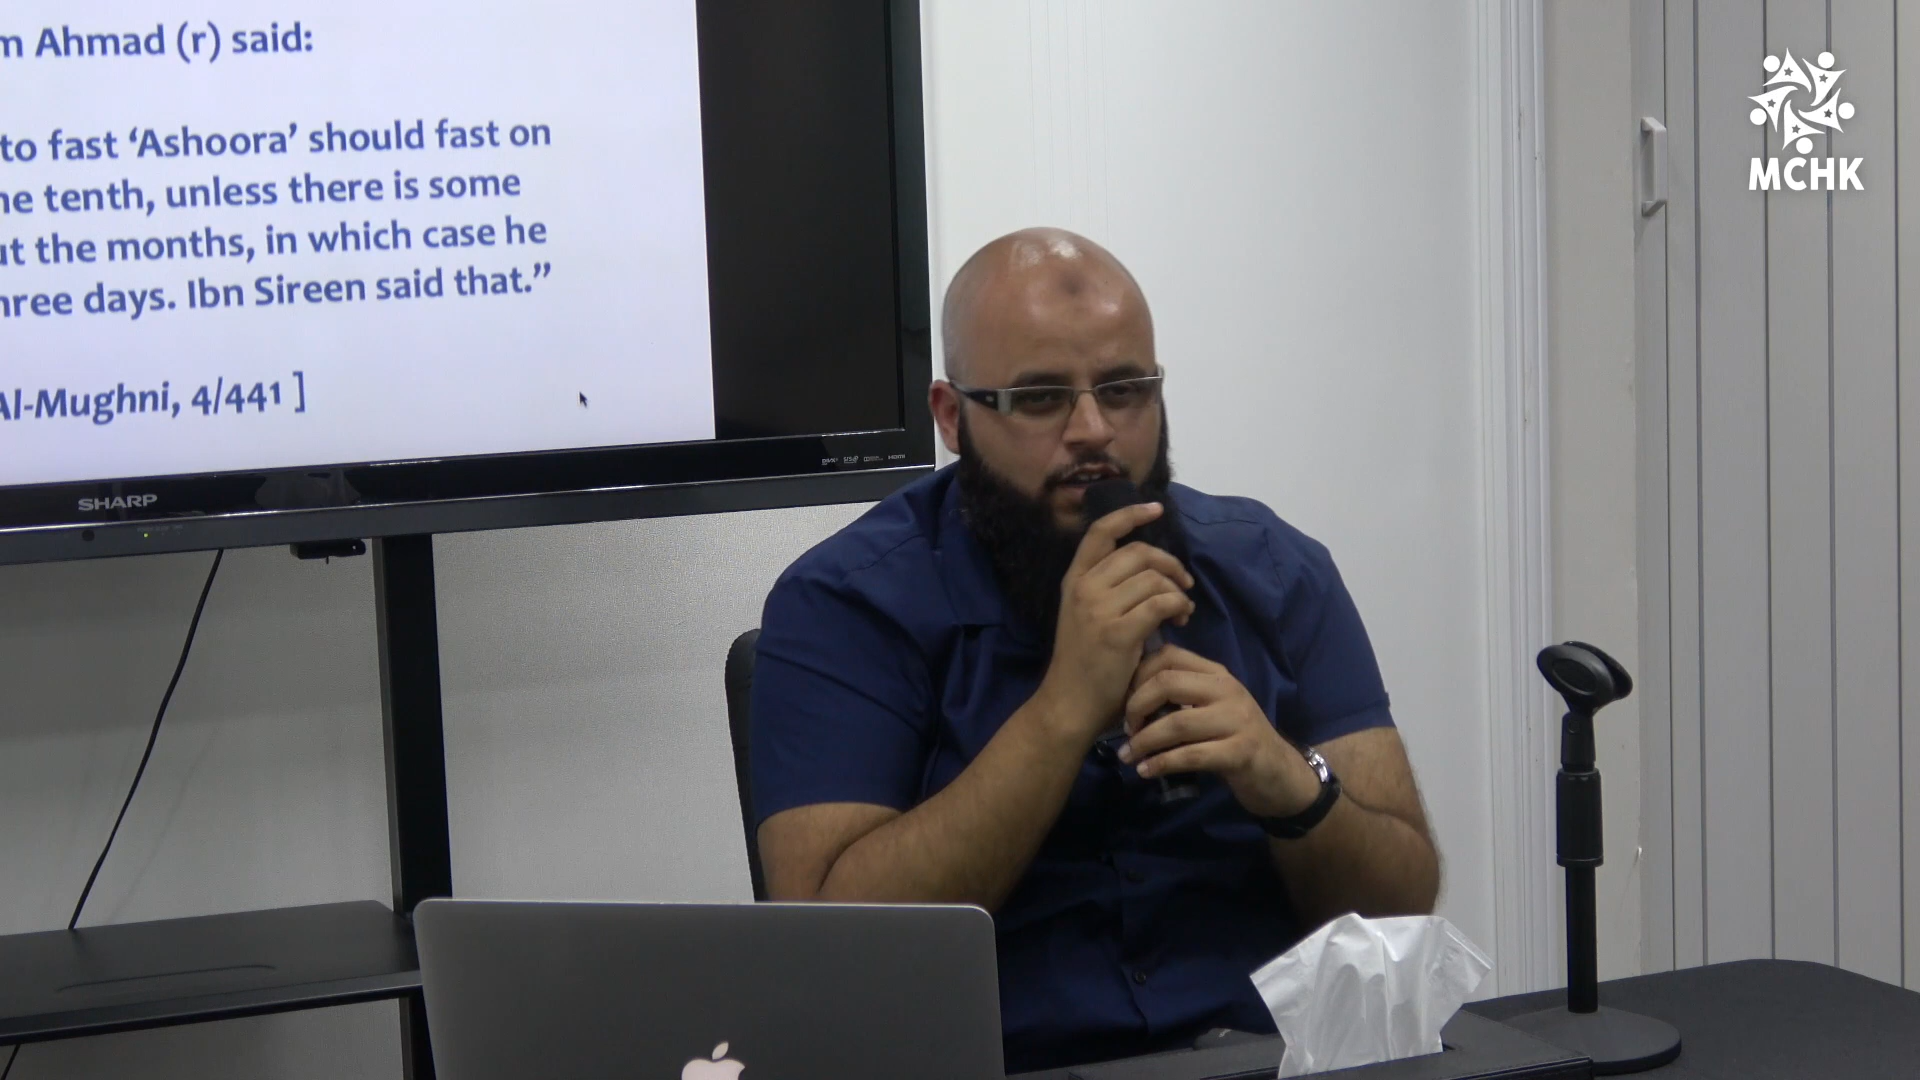 m Ahmad (r) said:
to fast ‘Ashoora’ should fast on
he tenth, unless there is some
ut the months, in which case he
hree days. Ibn Sireen said that.”
Al-Mughni, 4/441 ]
SHARP
MCHK